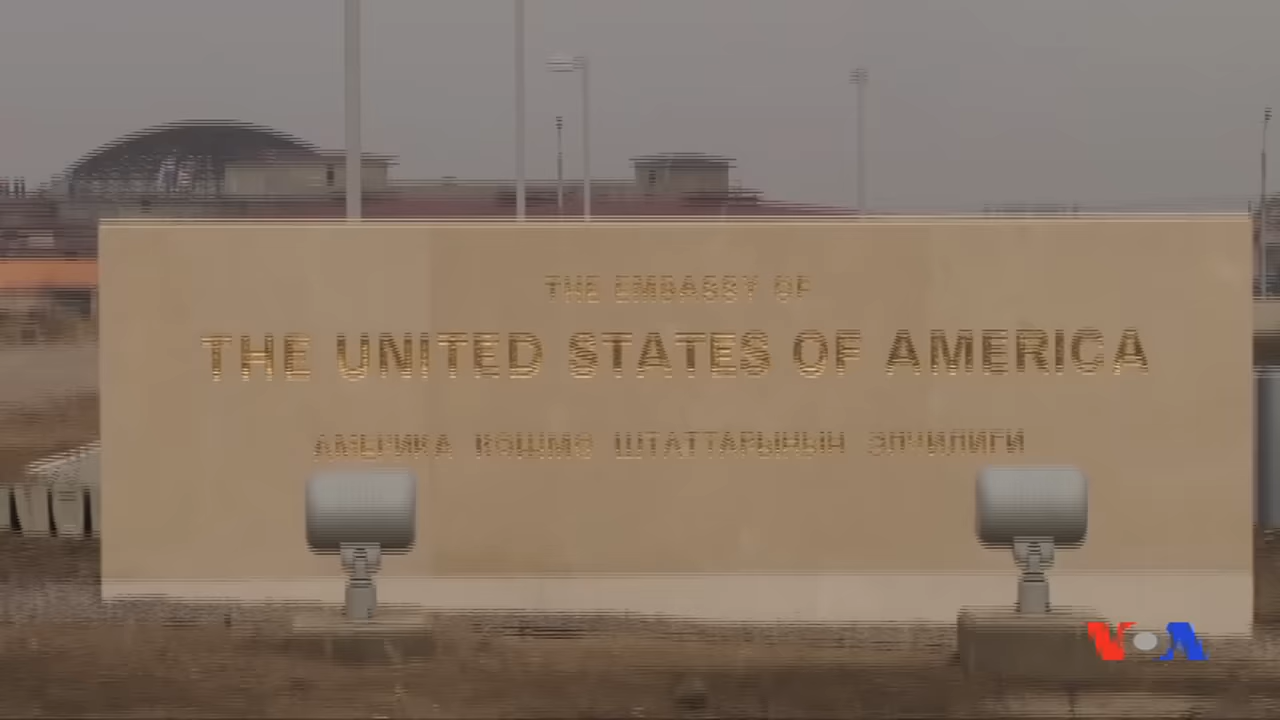 THE EMBASSY OF
THE UNITED STATES OF AMERICA
АМЕРИКА КОШМО ШТАТТАРЫНЫН ЭЛЧИЛИГИ
VOA